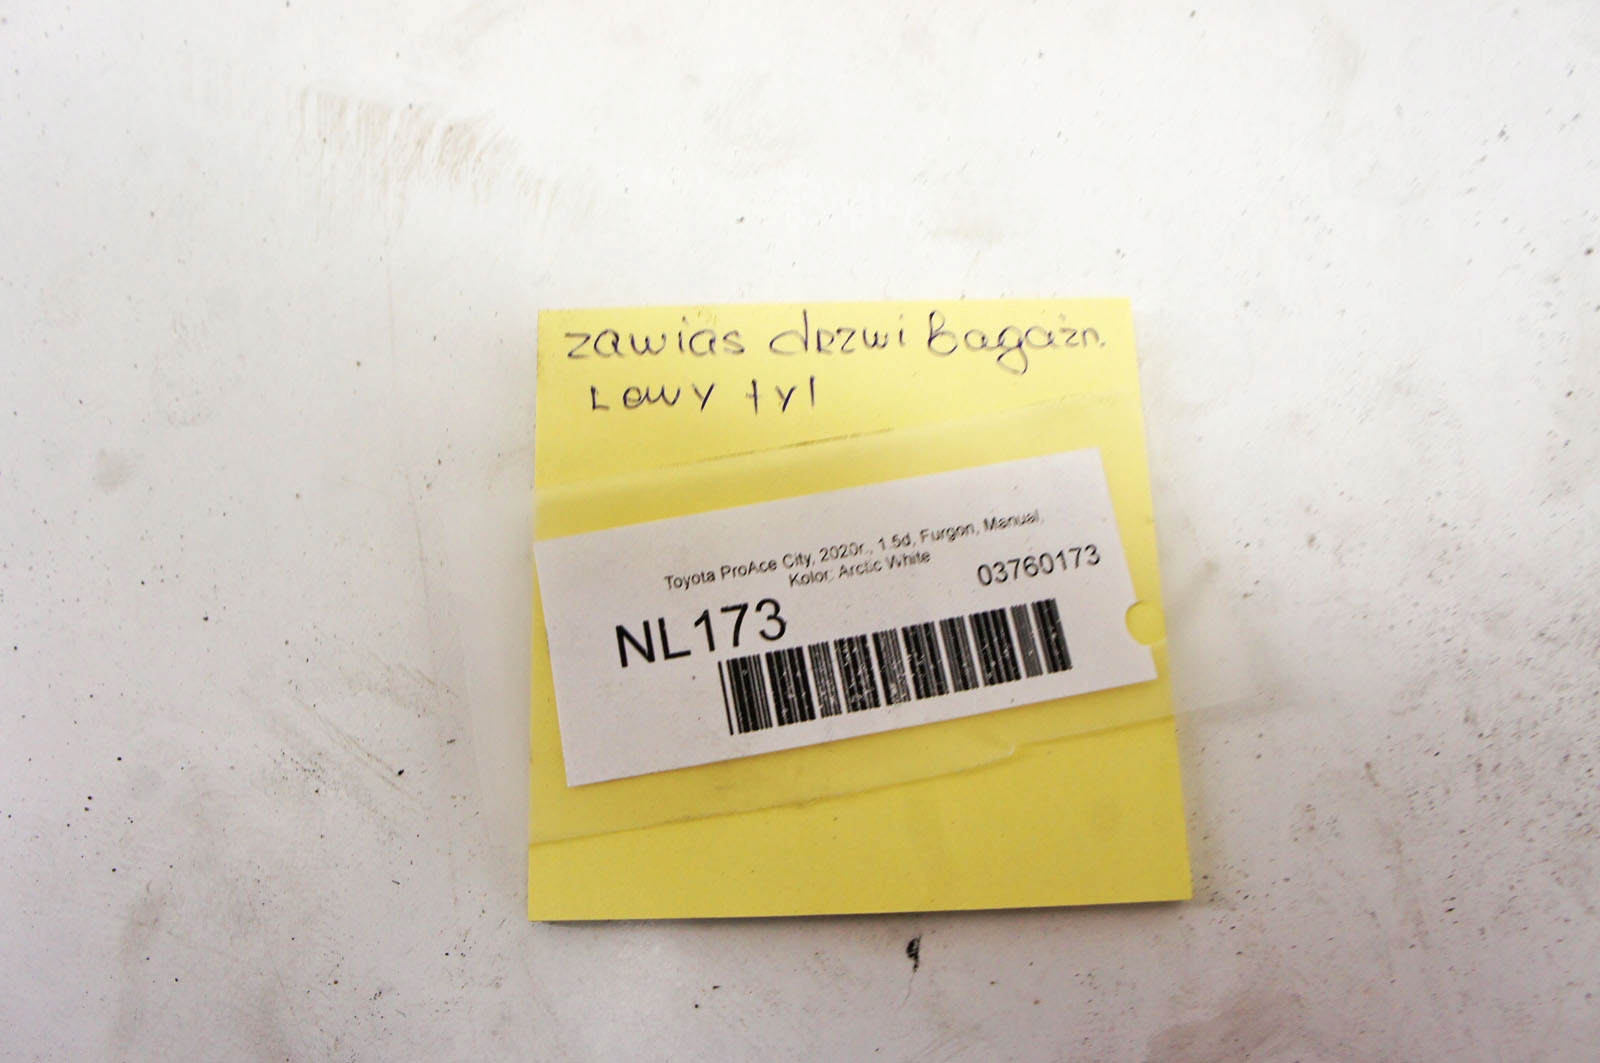 zawias drzwi Bagażn.
Lewy tył
Toyota ProAce City, 2020r., 1.5d, Furgon, Manual,
Kolor: Arctic White
03760173
NL173